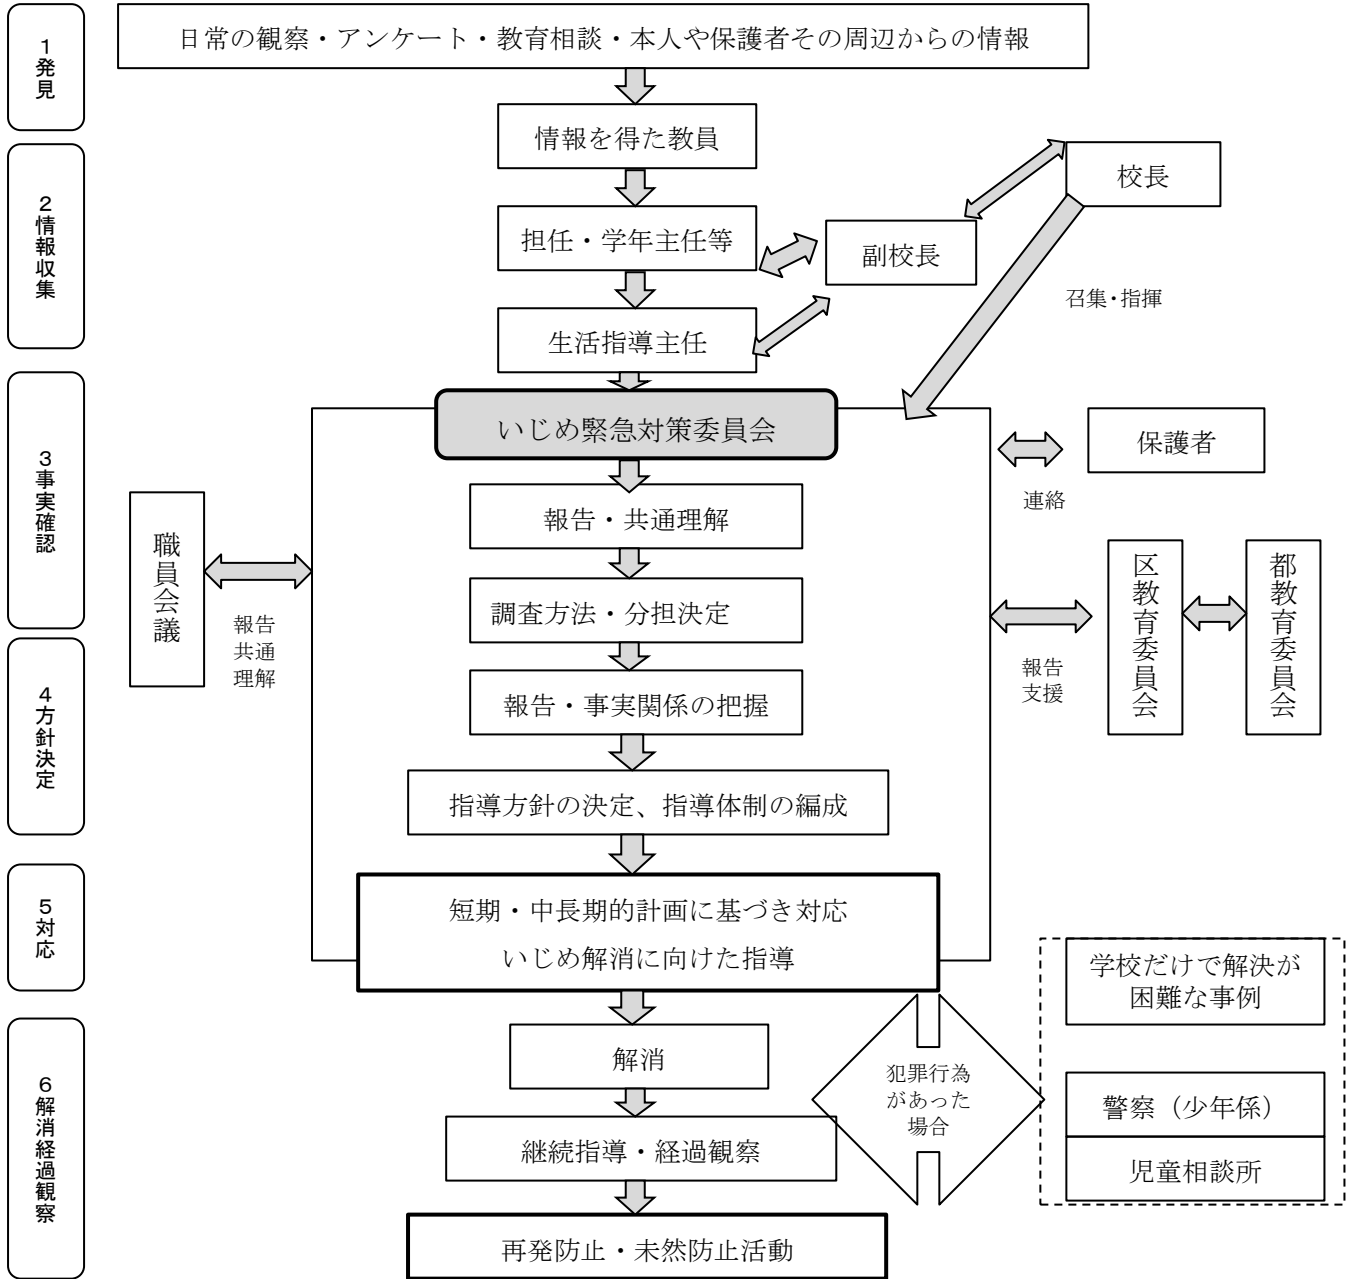 1発見
日常の観察・アンケート・教育相談・本人や保護者その周辺からの情報
情報を得た教員
2情報収集
校長
担任・学年主任等
副校長
召集・指揮
生活指導主任
3事実確認
いじめ緊急対策委員会
保護者
連絡
報告・共通理解
職員会議
報告
共通
理解
調査方法・分担決定
区教育委員会
都教育委員会
報告
支援
4方針決定
報告・事実関係の把握
指導方針の決定、指導体制の編成
5対応
短期・中長期的計画に基づき対応
いじめ解消に向けた指導
学校だけで解決が
困難な事例
6解消経過観察
解消
犯罪行為
があった
場合
警察（少年係）
児童相談所
継続指導・経過観察
再発防止・未然防止活動